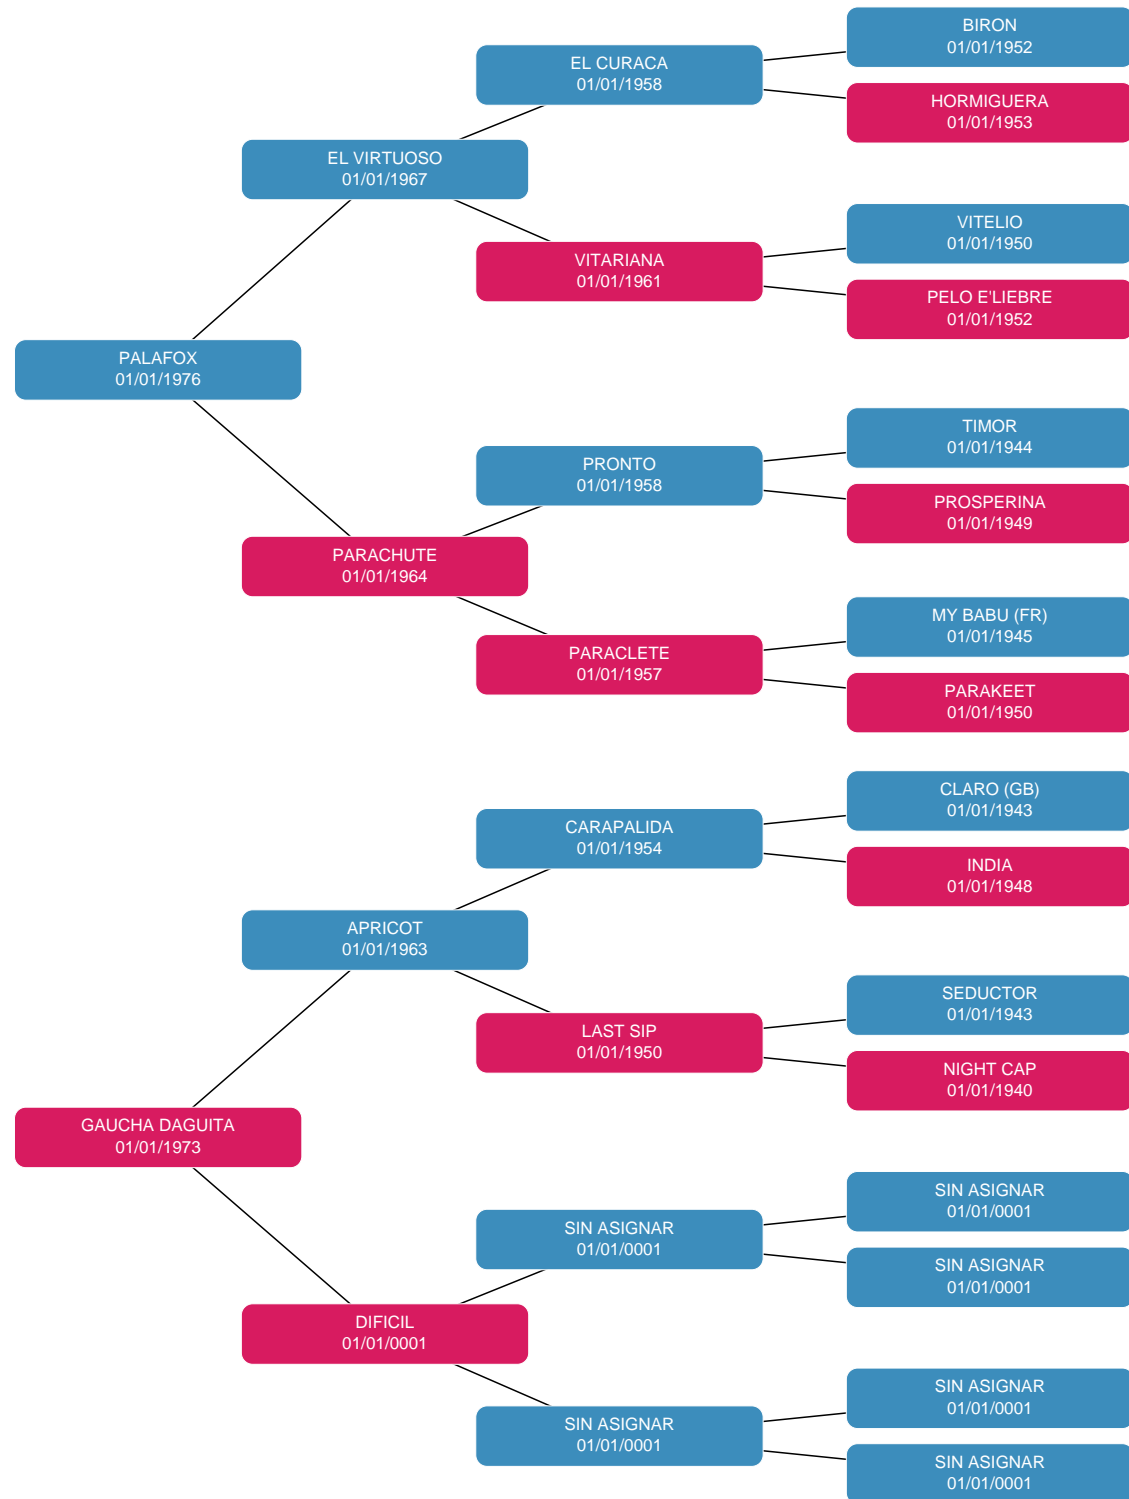 BIRON
01/01/1952
EL CURACA
01/01/1958
HORMIGUERA
01/01/1953
EL VIRTUOSO
01/01/1967
VITELIO
01/01/1950
VITARIANA
01/01/1961
PELO E'LIEBRE
01/01/1952
PALAFOX
01/01/1976
TIMOR
01/01/1944
PRONTO
01/01/1958
PROSPERINA
01/01/1949
PARACHUTE
01/01/1964
MY BABU (FR)
01/01/1945
PARACLETE
01/01/1957
PARAKEET
01/01/1950
CLARO (GB)
01/01/1943
CARAPALIDA
01/01/1954
INDIA
01/01/1948
APRICOT
01/01/1963
SEDUCTOR
01/01/1943
LAST SIP
01/01/1950
NIGHT CAP
01/01/1940
GAUCHA DAGUITA
01/01/1973
SIN ASIGNAR
01/01/0001
SIN ASIGNAR
01/01/0001
SIN ASIGNAR
01/01/0001
DIFICIL
01/01/0001
SIN ASIGNAR
01/01/0001
SIN ASIGNAR
01/01/0001
SIN ASIGNAR
01/01/0001